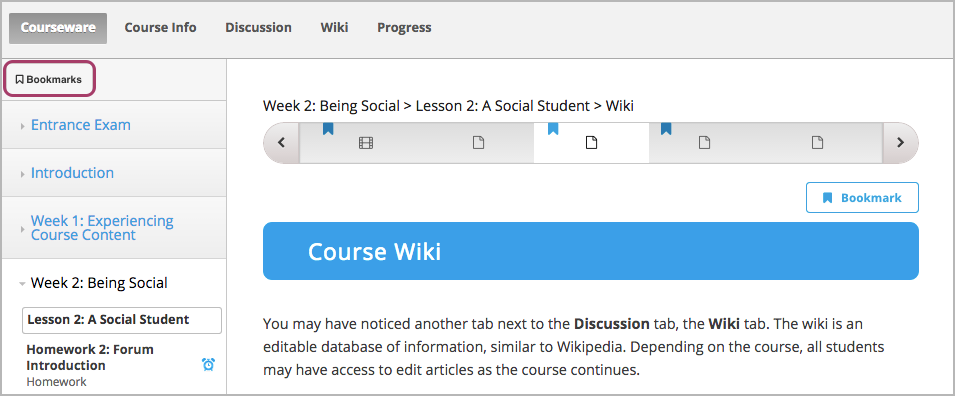 Courseware Course Info Discussion Wiki Progress
Bookmarks
Entrance Exam
Introduction
Week 1: Experiencing
Course Content
Week 2: Being Social
Lesson 2: A Social Student
Homework 2: Forum
Introduction
Homework
Week 2: Being Social > Lesson 2: A Social Student > Wiki
Bookmark
Course Wiki
You may have noticed another tab next to the Discussion tab, the Wiki tab. The wiki is an
editable database of information, similar to Wikipedia. Depending on the course, all students
may have access to edit articles as the course continues.